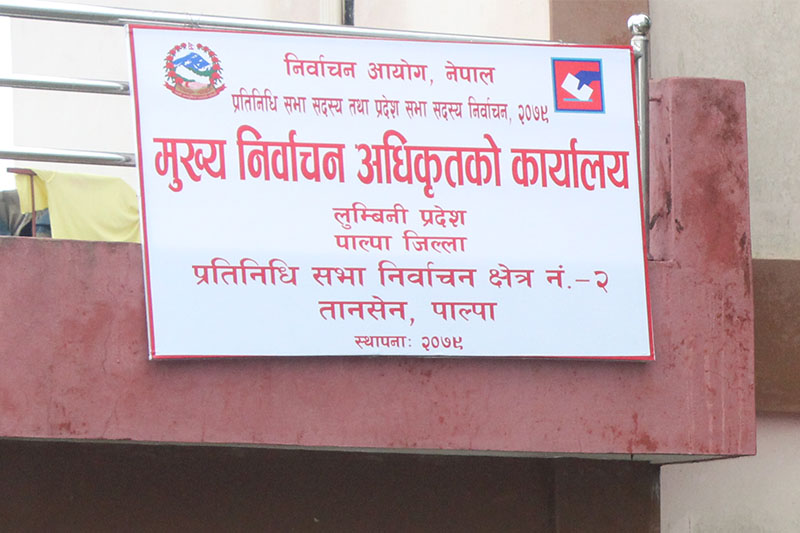 निर्वाचन आयोग, नेपाल
प्रतिनिधि सभा सदस्य तथा प्रदेश सभा सदस्य निर्वाचन, २०७९
मुख्य निर्वाचन अधिकृतको कार्यालय
लुम्बिनी प्रदेश
पाल्पा जिल्ला
प्रतिनिधि सभा निर्वाचन क्षेत्र नं.-२
तानसेन, पाल्पा
स्थापनाः २०७९